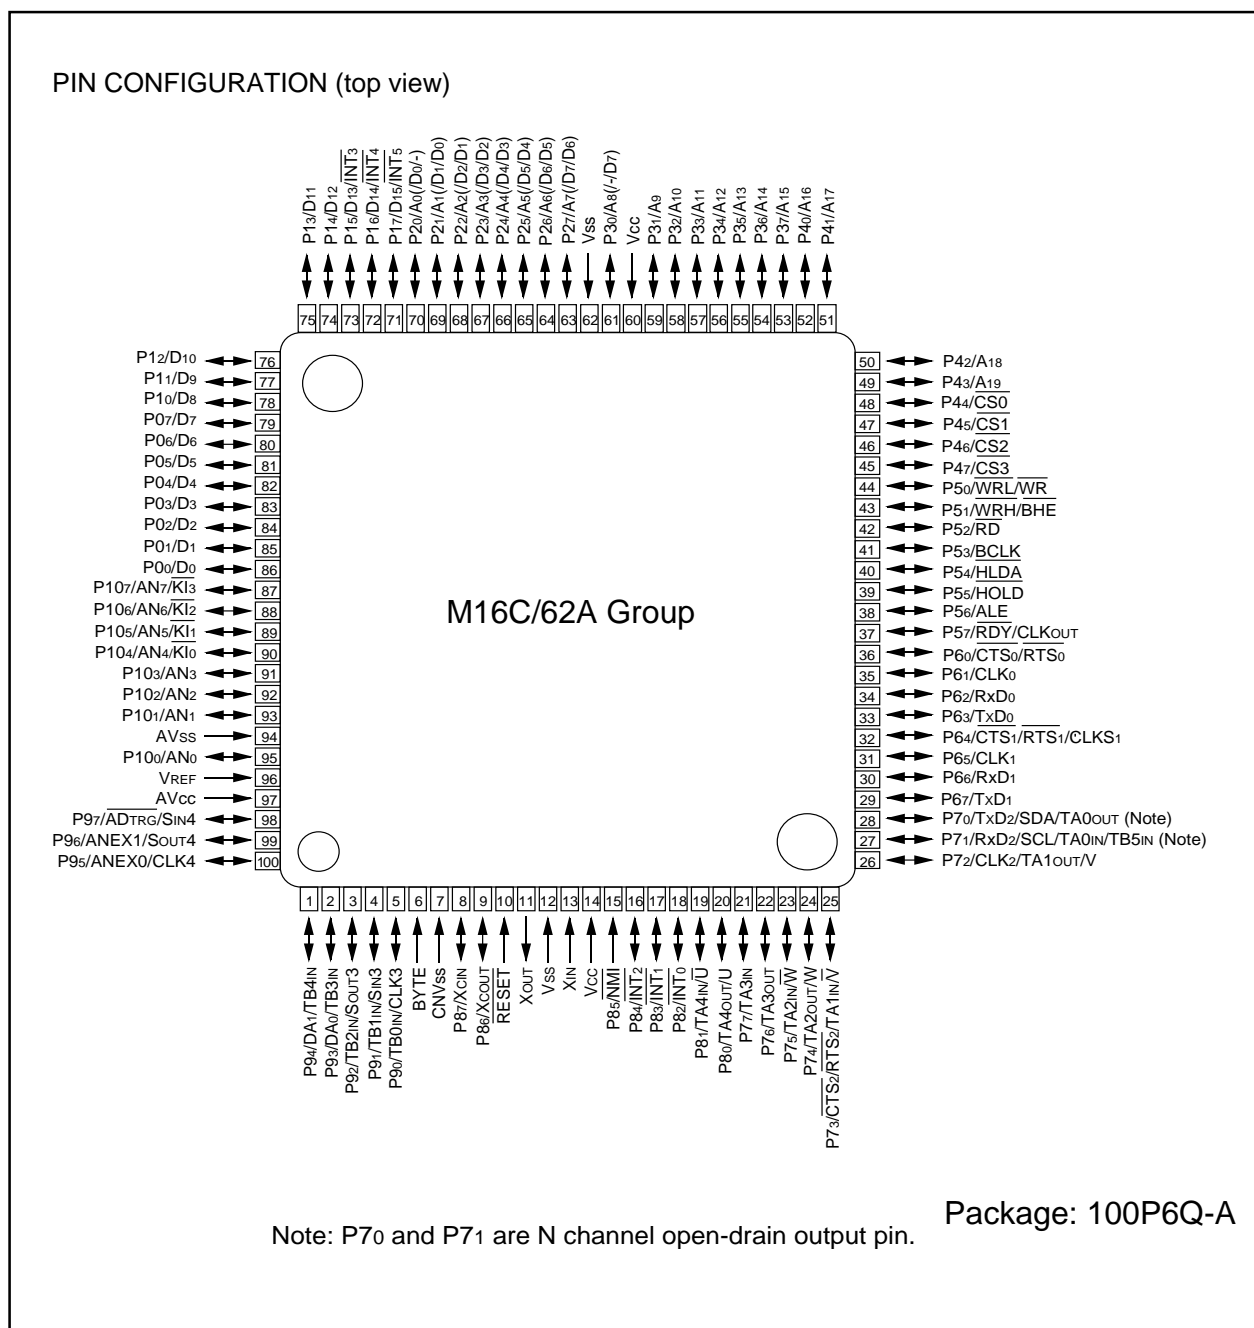 PIN CONFIGURATION (top view)
P13/D11
P14/D12
P15/D13/INT3
P16/D14/INT4
P17/D15/INT5
P20/A0(/D0/-)
P21/A1(/D1/D0)
P22/A2(/D2/D1)
P23/A3(/D3/D2)
P24/A4(/D4/D3)
P25/A5(/D5/D4)
P26/A6(/D6/D5)
P27/A7(/D7/D6)
Vss
P30/A8(/-/D7)
Vcc
P31/A9
P32/A10
P33/A11
P34/A12
P35/A13
P36/A14
P37/A15
P40/A16
P41/A17
75 74 73 72 71 70 69 68 67 66 65 64 63 62 61 60 59 58 57 56 55 54 53 52 51
P12/D10 76
P11/D9 77
P10/D8 78
P07/D7 79
P06/D6 80
P05/D5 81
P04/D4 82
P03/D3 83
P02/D2 84
P01/D1 85
P00/D0 86
P107/AN7/KI3 87
P106/AN6/KI2 88
P105/AN5/KI1 89
P104/AN4/KI0 90
P103/AN3 91
P102/AN2 92
P101/AN1 93
AVSS 94
P100/AN0 95
VREF 96
AVcc 97
P97/ADTRG/SIN4 98
P96/ANEX1/SOUT4 99
P95/ANEX0/CLK4 100
M16C/62A Group
50 P42/A18
49 P43/A19
48 P44/CS0
47 P45/CS1
46 P46/CS2
45 P47/CS3
44 P50/WRL/WR
43 P51/WRH/BHE
42 P52/RD
41 P53/BCLK
40 P54/HLDA
39 P55/HOLD
38 P56/ALE
37 P57/RDY/CLKOUT
36 P60/CTS0/RTS0
35 P61/CLK0
34 P62/RxD0
33 P63/TxD0
32 P64/CTS1/RTS1/CLKS1
31 P65/CLK1
30 P66/RxD1
29 P67/TxD1
28 P70/TxD2/SDA/TA0OUT (Note)
27 P71/RxD2/SCL/TA0IN/TB5IN (Note)
26 P72/CLK2/TA1OUT/V
1 2 3 4 5 6 7 8 9 10 11 12 13 14 15 16 17 18 19 20 21 22 23 24 25
P94/DA1/TB4IN
P93/DA0/TB3IN
P92/TB2IN/SOUT3
P91/TB1IN/SIN3
P90/TB0IN/CLK3
BYTE
CNVss
P87/XCIN
P86/XCOUT
RESET
XOUT
VSS
XIN
VCC
P85/NMI
P84/INT2
P83/INT1
P82/INT0
P81/TA4IN/U
P80/TA4OUT/U
P77/TA3IN
P76/TA3OUT
P75/TA2IN/W
P74/TA2OUT/W
P73/CTS2/RTS2/TA1IN/V
Package: 100P6Q-A
Note: P70 and P71 are N channel open-drain output pin.